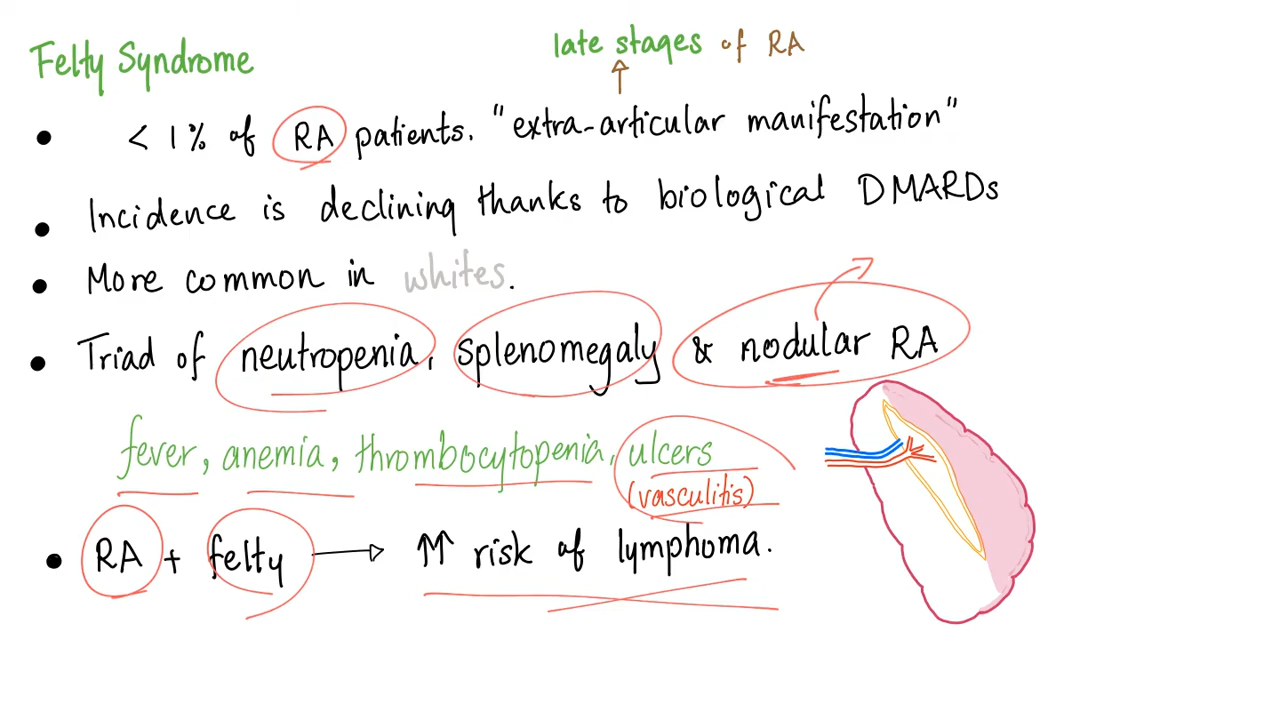 Felty Syndrome
late stages of RA
• < 1% of RA patients. "extra-articular manifestation"
• Incidence is declining thanks to biological DMARDs
• More common in whites.
• Triad of neutropenia, splenomegaly & nodular RA
fever, anemia, thrombocytopenia, ulcers
(vasculitis)
• RA + felty → ↑↑ risk of lymphoma.